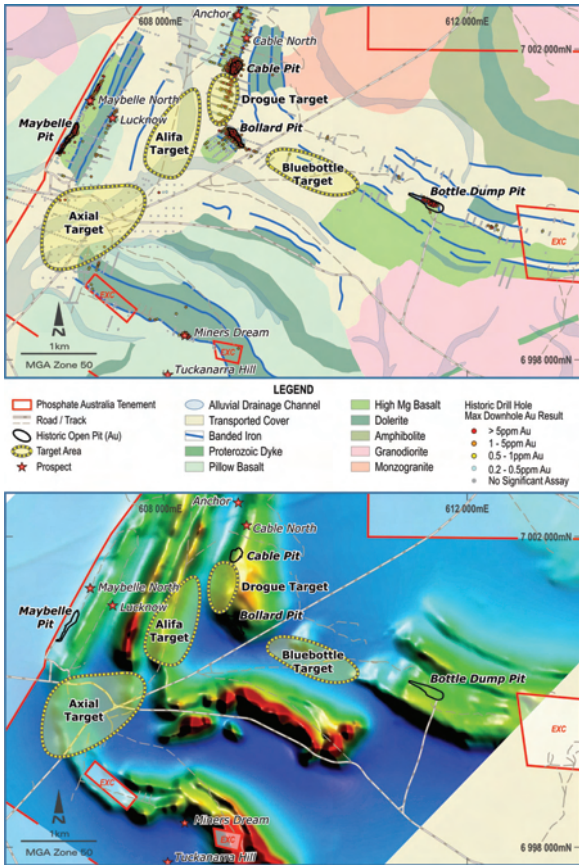 608 000mE
612 000mE
Anchor
Cable North
7 002 000mN
Cable Pit
Maybelle North
Drogue Target
Maybelle Pit
Lucknow
Bollard Pit
Alifa Target
Bluebottle Target
Bottle Dump Pit
Axial Target
EXC
EXC
N
Miners Dream
1km
EXC
6 998 000mN
MGA Zone 50
Tuckanarra Hill
LEGEND
Phosphate Australia Tenement
Road / Track
Historic Open Pit (Au)
Target Area
Prospect
Alluvial Drainage Channel
Transported Cover
Banded Iron
Proterozoic Dyke
Pillow Basalt
High Mg Basalt
Dolerite
Amphibolite
Granodiorite
Monzogranite
Historic Drill Hole
Max Downhole Au Result
> 5ppm Au
1 - 5ppm Au
0.5 - 1ppm Au
0.2 - 0.5ppm Au
No Significant Assay
608 000mE
612 000mE
Anchor
Cable North
7 002 000mN
Cable Pit
Maybelle North
Drogue Target
Maybelle Pit
Lucknow
Bollard Pit
Alifa Target
Bluebottle Target
Bottle Dump Pit
Axial Target
EXC
EXC
N
Miners Dream
1km
EXC
6 998 000mN
MGA Zone 50
Tuckanarra Hill